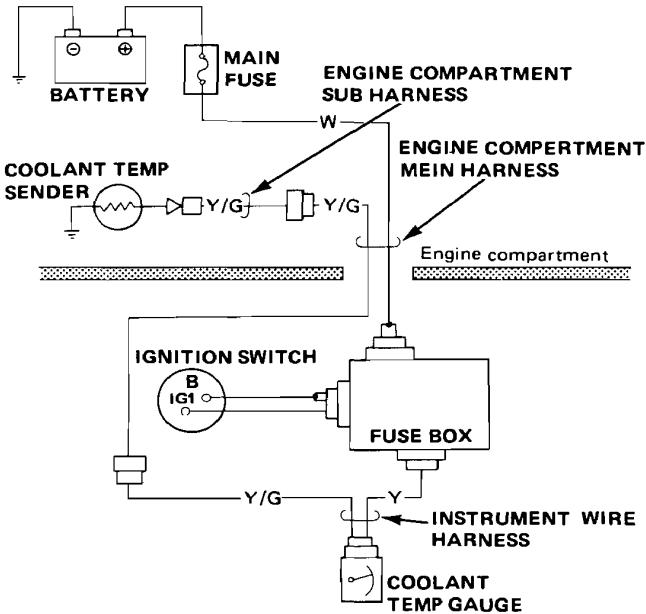 MAIN
FUSE
BATTERY
ENGINE COMPARTMENT
SUB HARNESS
W
ENGINE COMPERTMENT
MEIN HARNESS
COOLANT TEMP
SENDER
Y/G
Y/G
Engine compartment
IGNITION SWITCH
B
IG1
FUSE BOX
Y/G
Y
INSTRUMENT WIRE
HARNESS
COOLANT
TEMP GAUGE